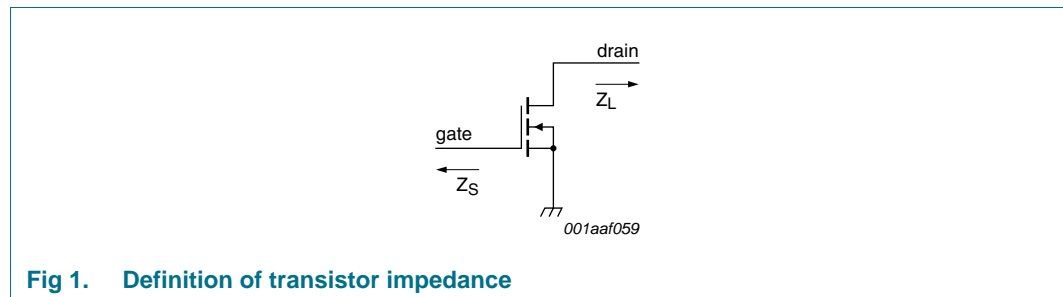 drain
Z_L
gate
Z_S
001aaf059
Fig 1. Definition of transistor impedance